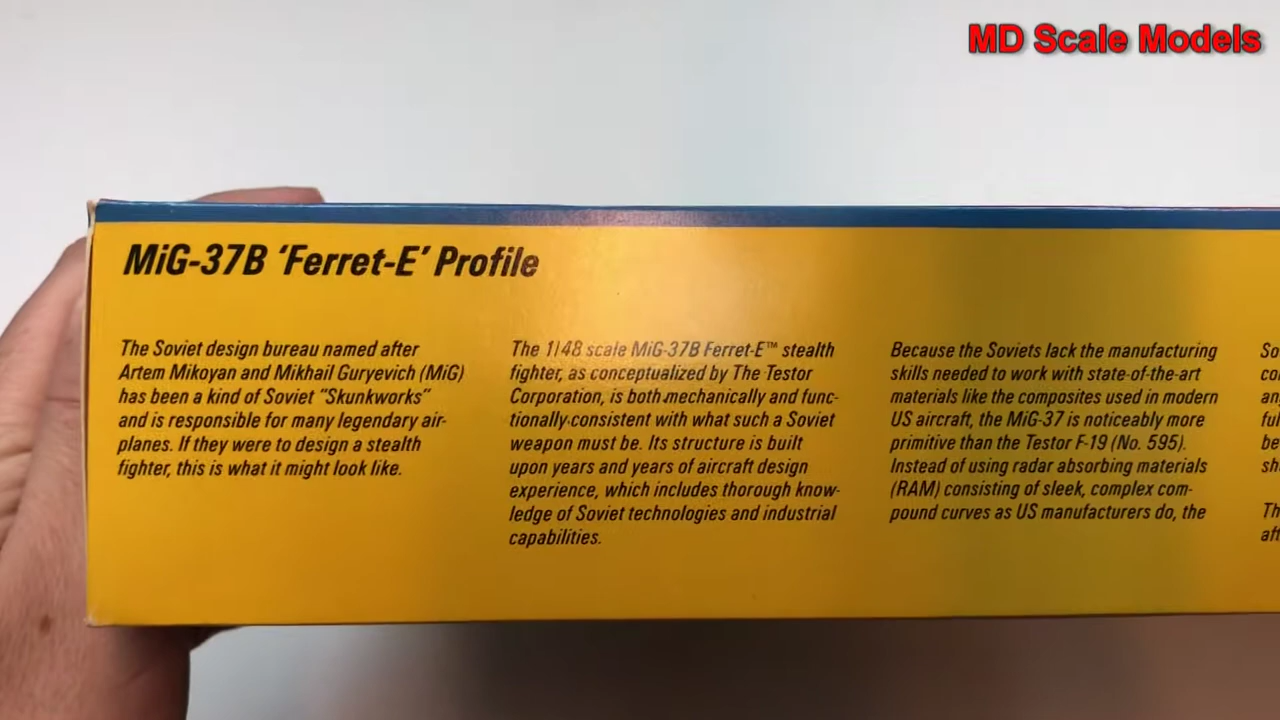 MD Scale Models
MiG-37B ‘Ferret-E’ Profile
The Soviet design bureau named after
Artem Mikoyan and Mikhail Guryevich (MiG)
has been a kind of Soviet “Skunkworks”
and is responsible for many legendary air-
planes. If they were to design a stealth
fighter, this is what it might look like.
The 1/48 scale MiG-37B Ferret-E™ stealth
fighter, as conceptualized by The Testor
Corporation, is both mechanically and func-
tionally consistent with what such a Soviet
weapon must be. Its structure is built
upon years and years of aircraft design
experience, which includes thorough know-
ledge of Soviet technologies and industrial
capabilities.
Because the Soviets lack the manufacturing
skills needed to work with state-of-the-art
materials like the composites used in modern
US aircraft, the MiG-37 is noticeably more
primitive than the Testor F-19 (No. 595).
Instead of using radar absorbing materials
(RAM) consisting of sleek, complex com-
pound curves as US manufacturers do, the